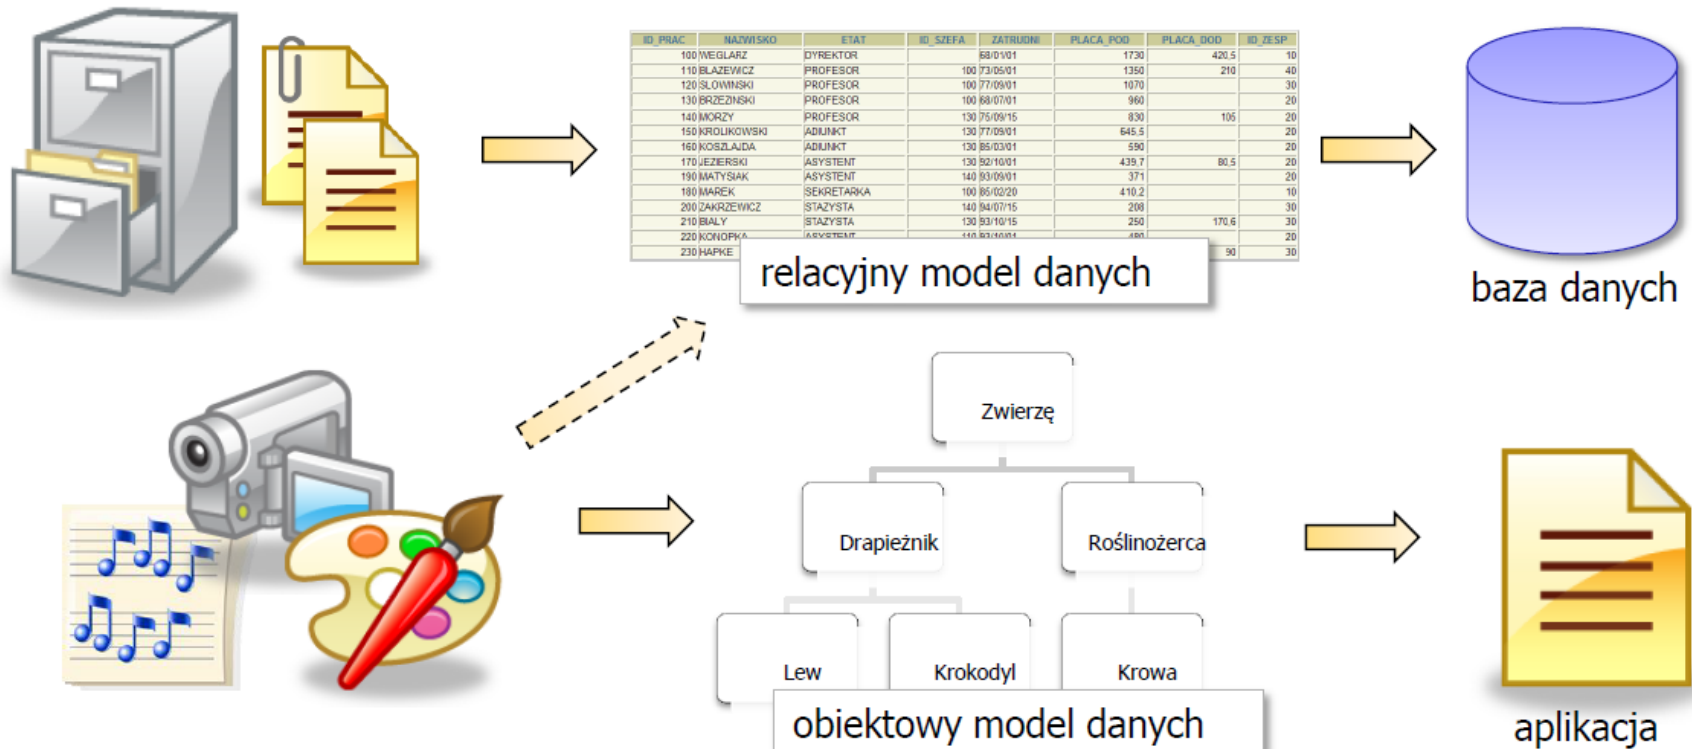 ID_PRAC NAZWISKO ETAT ID_SZEFA ZATRUDNI PLACA_POD PLACA_DOD ID_ZESP
100 WEGLARZ DYREKTOR 68/01/01 1730 420,5 10
110 BLAZEWICZ PROFESOR 100 73/05/01 1350 210 40
120 SLOWINSKI PROFESOR 100 77/09/01 1070 30
130 BRZEZINSKI PROFESOR 100 68/07/01 960 20
140 MORZY PROFESOR 130 75/09/15 830 105 20
150 KROLIKOWSKI ADIUNKT 130 77/09/01 645,5 20
160 KOSZLAJDA ADIUNKT 130 85/03/01 590 20
170 JEZIERSKI ASYSTENT 130 92/10/01 439,7 80,5 20
190 MATYSIAK ASYSTENT 140 93/09/01 371 20
180 MAREK SEKRETARKA 100 85/02/20 410,2 10
200 ZAKRZEWICZ STAZYSTA 140 94/07/15 208 30
210 BIALY STAZYSTA 130 93/10/15 250 170,6 30
220 KONOPKA ASYSTENT 110 93/10/01 480 20
230 HAPKE 90 30
relacyjny model danych
baza danych
Zwierzę
Drapieżnik Roślinożerca
Lew Krokodyl Krowa
obiektowy model danych
aplikacja